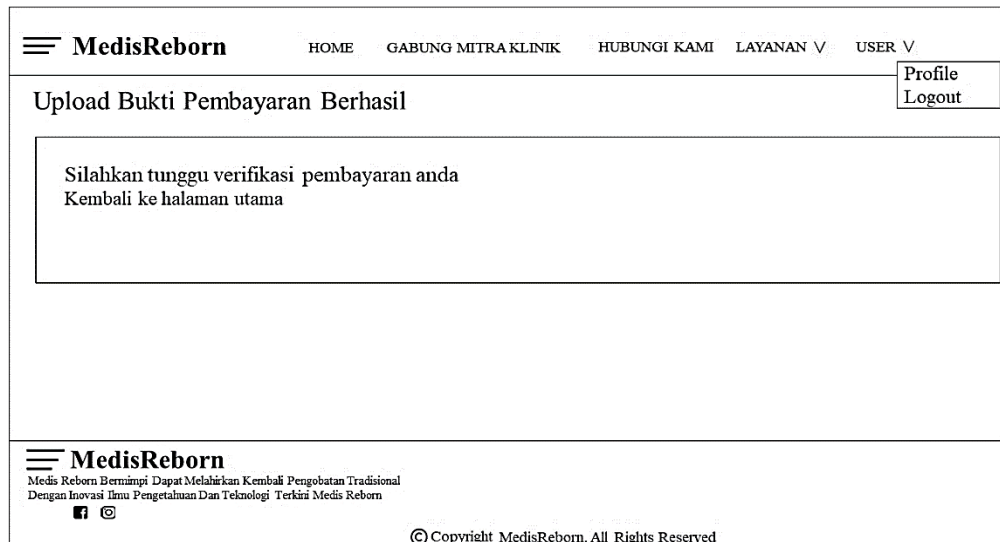 MedisReborn HOME GABUNG MITRA KLINIK HUBUNGI KAMI LAYANAN V USER V
Profile
Logout
Upload Bukti Pembayaran Berhasil
Silahkan tunggu verifikasi pembayaran anda
Kembali ke halaman utama
MedisReborn
Medis Reborn Bermimpi Dapat Melahirkan Kembali Pengobatan Tradisional
Dengan Inovasi Ilmu Pengetahuan Dan Teknologi Terkini Medis Reborn
© Copyright MedisReborn. All Rights Reserved